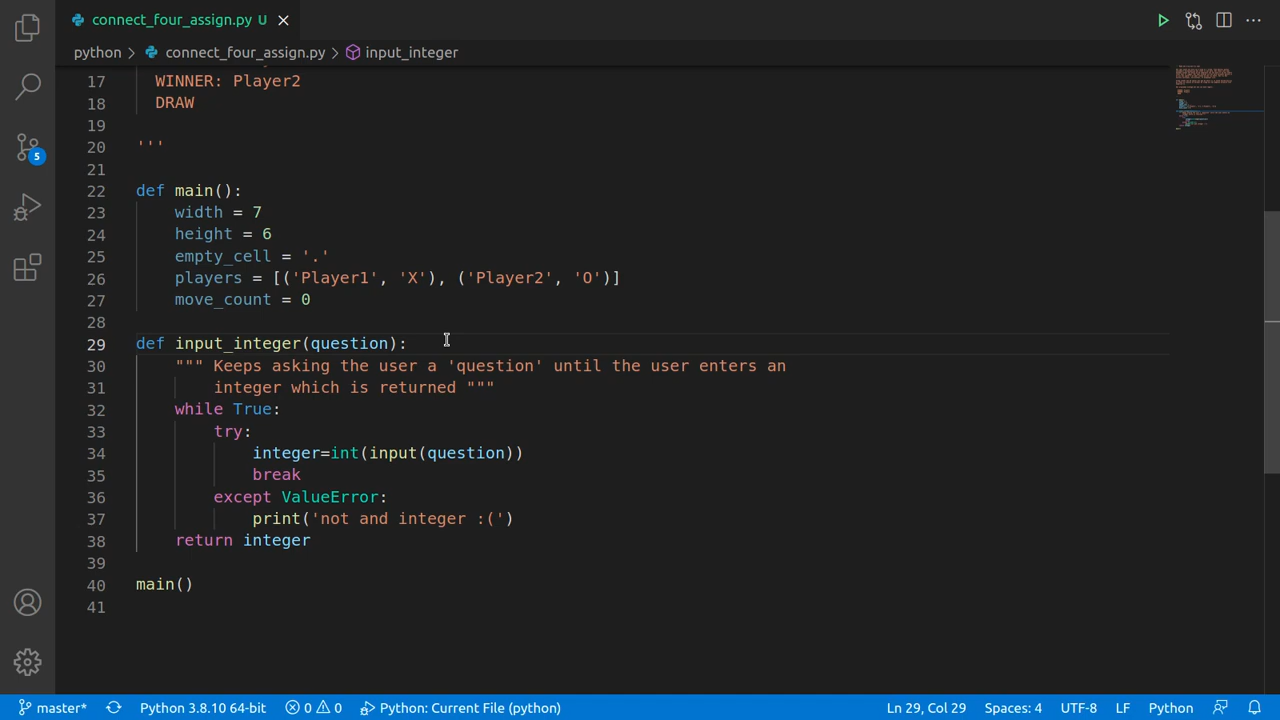 connect_four_assign.py U
python > connect_four_assign.py > input_integer
17 WINNER: Player2
18 DRAW
19
20 '''
21
22 def main():
23 width = 7
24 height = 6
25 empty_cell = '.'
26 players = [('Player1', 'X'), ('Player2', 'O')]
27 move_count = 0
28
29 def input_integer(question):
30 """ Keeps asking the user a 'question' until the user enters an
31 integer which is returned """
32 while True:
33 try:
34 integer=int(input(question))
35 break
36 except ValueError:
37 print('not and integer :(')
38 return integer
39
40 main()
41
5
master* Python 3.8.10 64-bit 0 0 Python: Current File (python) Ln 29, Col 29 Spaces: 4 UTF-8 LF Python